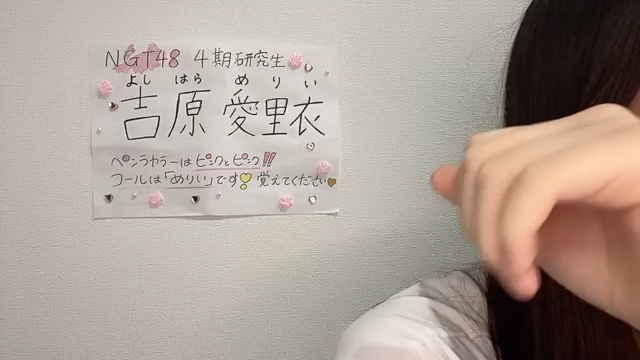 NGT48 4期研究生
よし はら め り い
吉原 愛里衣
ペンラカラーはピンクとピンク!!
コールは「めりい」です! 覚えてください